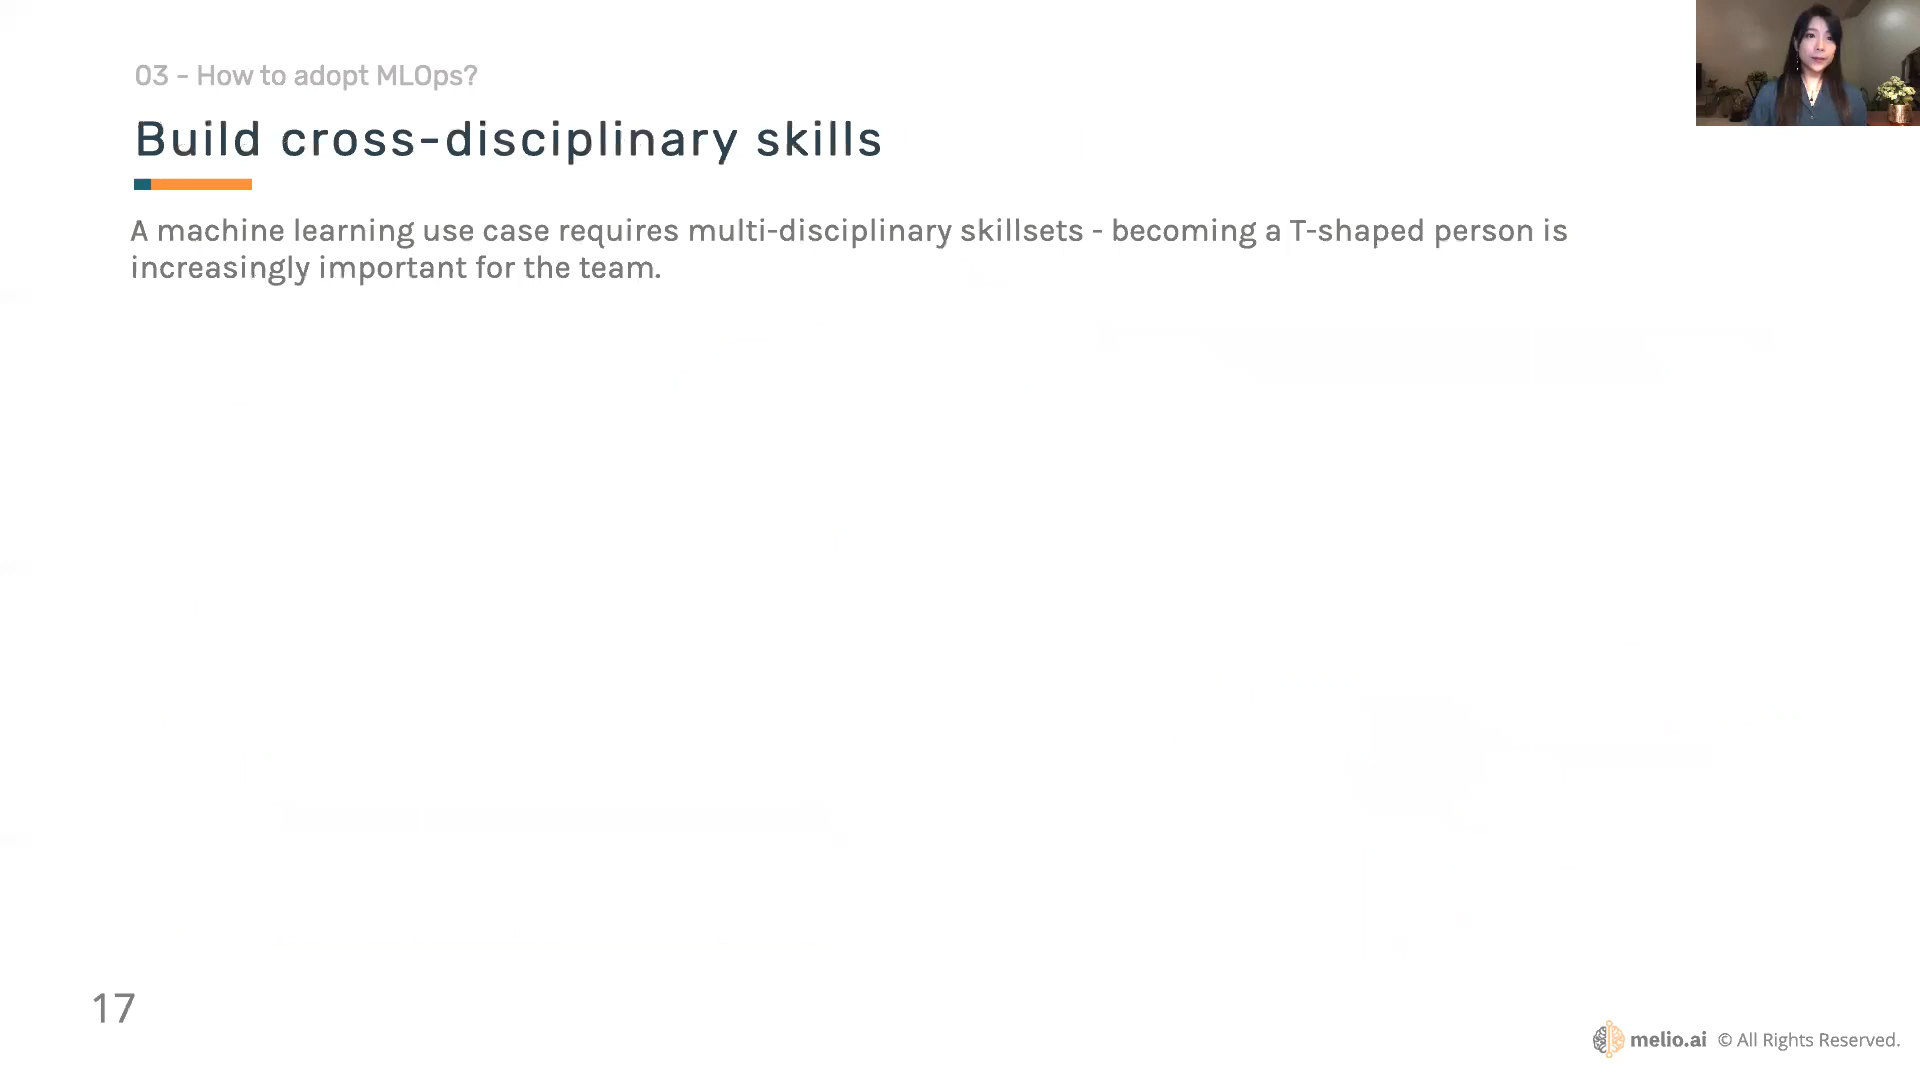 03 - How to adopt MLOps?
Build cross-disciplinary skills
A machine learning use case requires multi-disciplinary skillsets - becoming a T-shaped person is
increasingly important for the team.
17
melio.ai © All Rights Reserved.